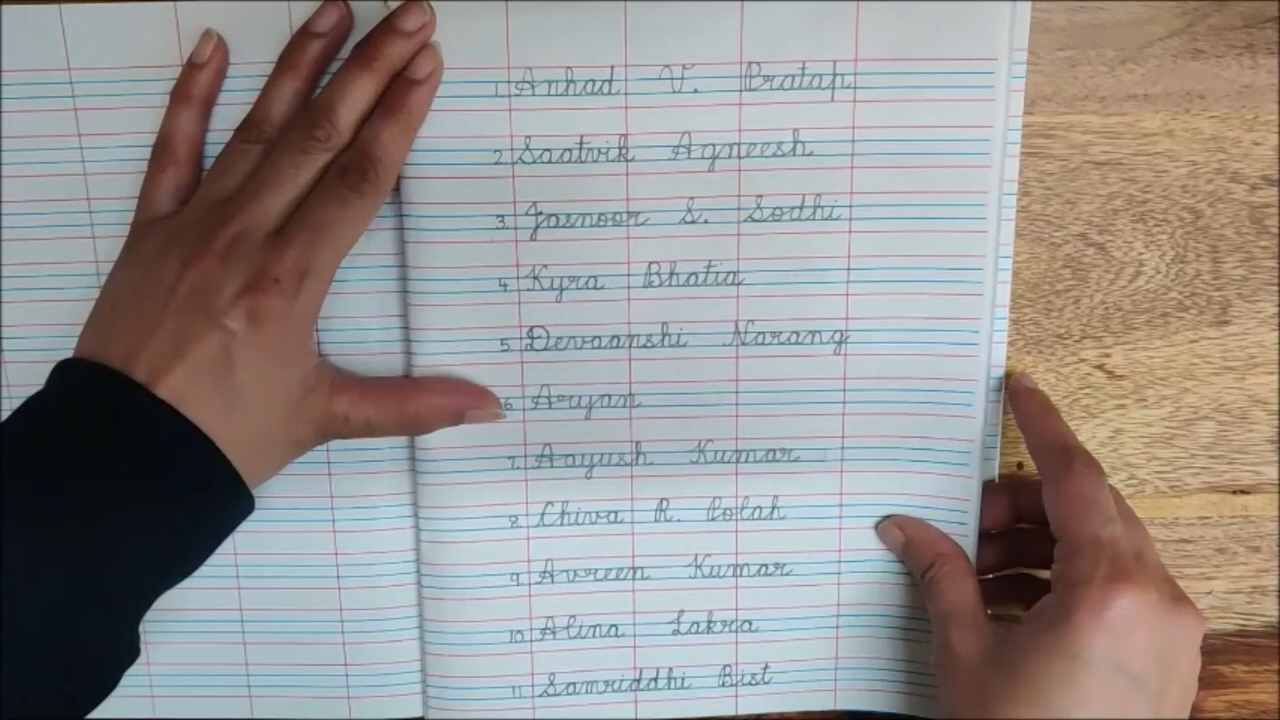 1. Anhad V. Pratap
2. Saatvik Agneesh
3. Jasnoor S. Sodhi
4. Kyra Bhatia
5. Devaanshi Narang
6. Aryan
7. Aayush Kumar
8. Chiva R. Colah
9. Avreen Kumar
10. Alina Lakra
11. Samriddhi Bist